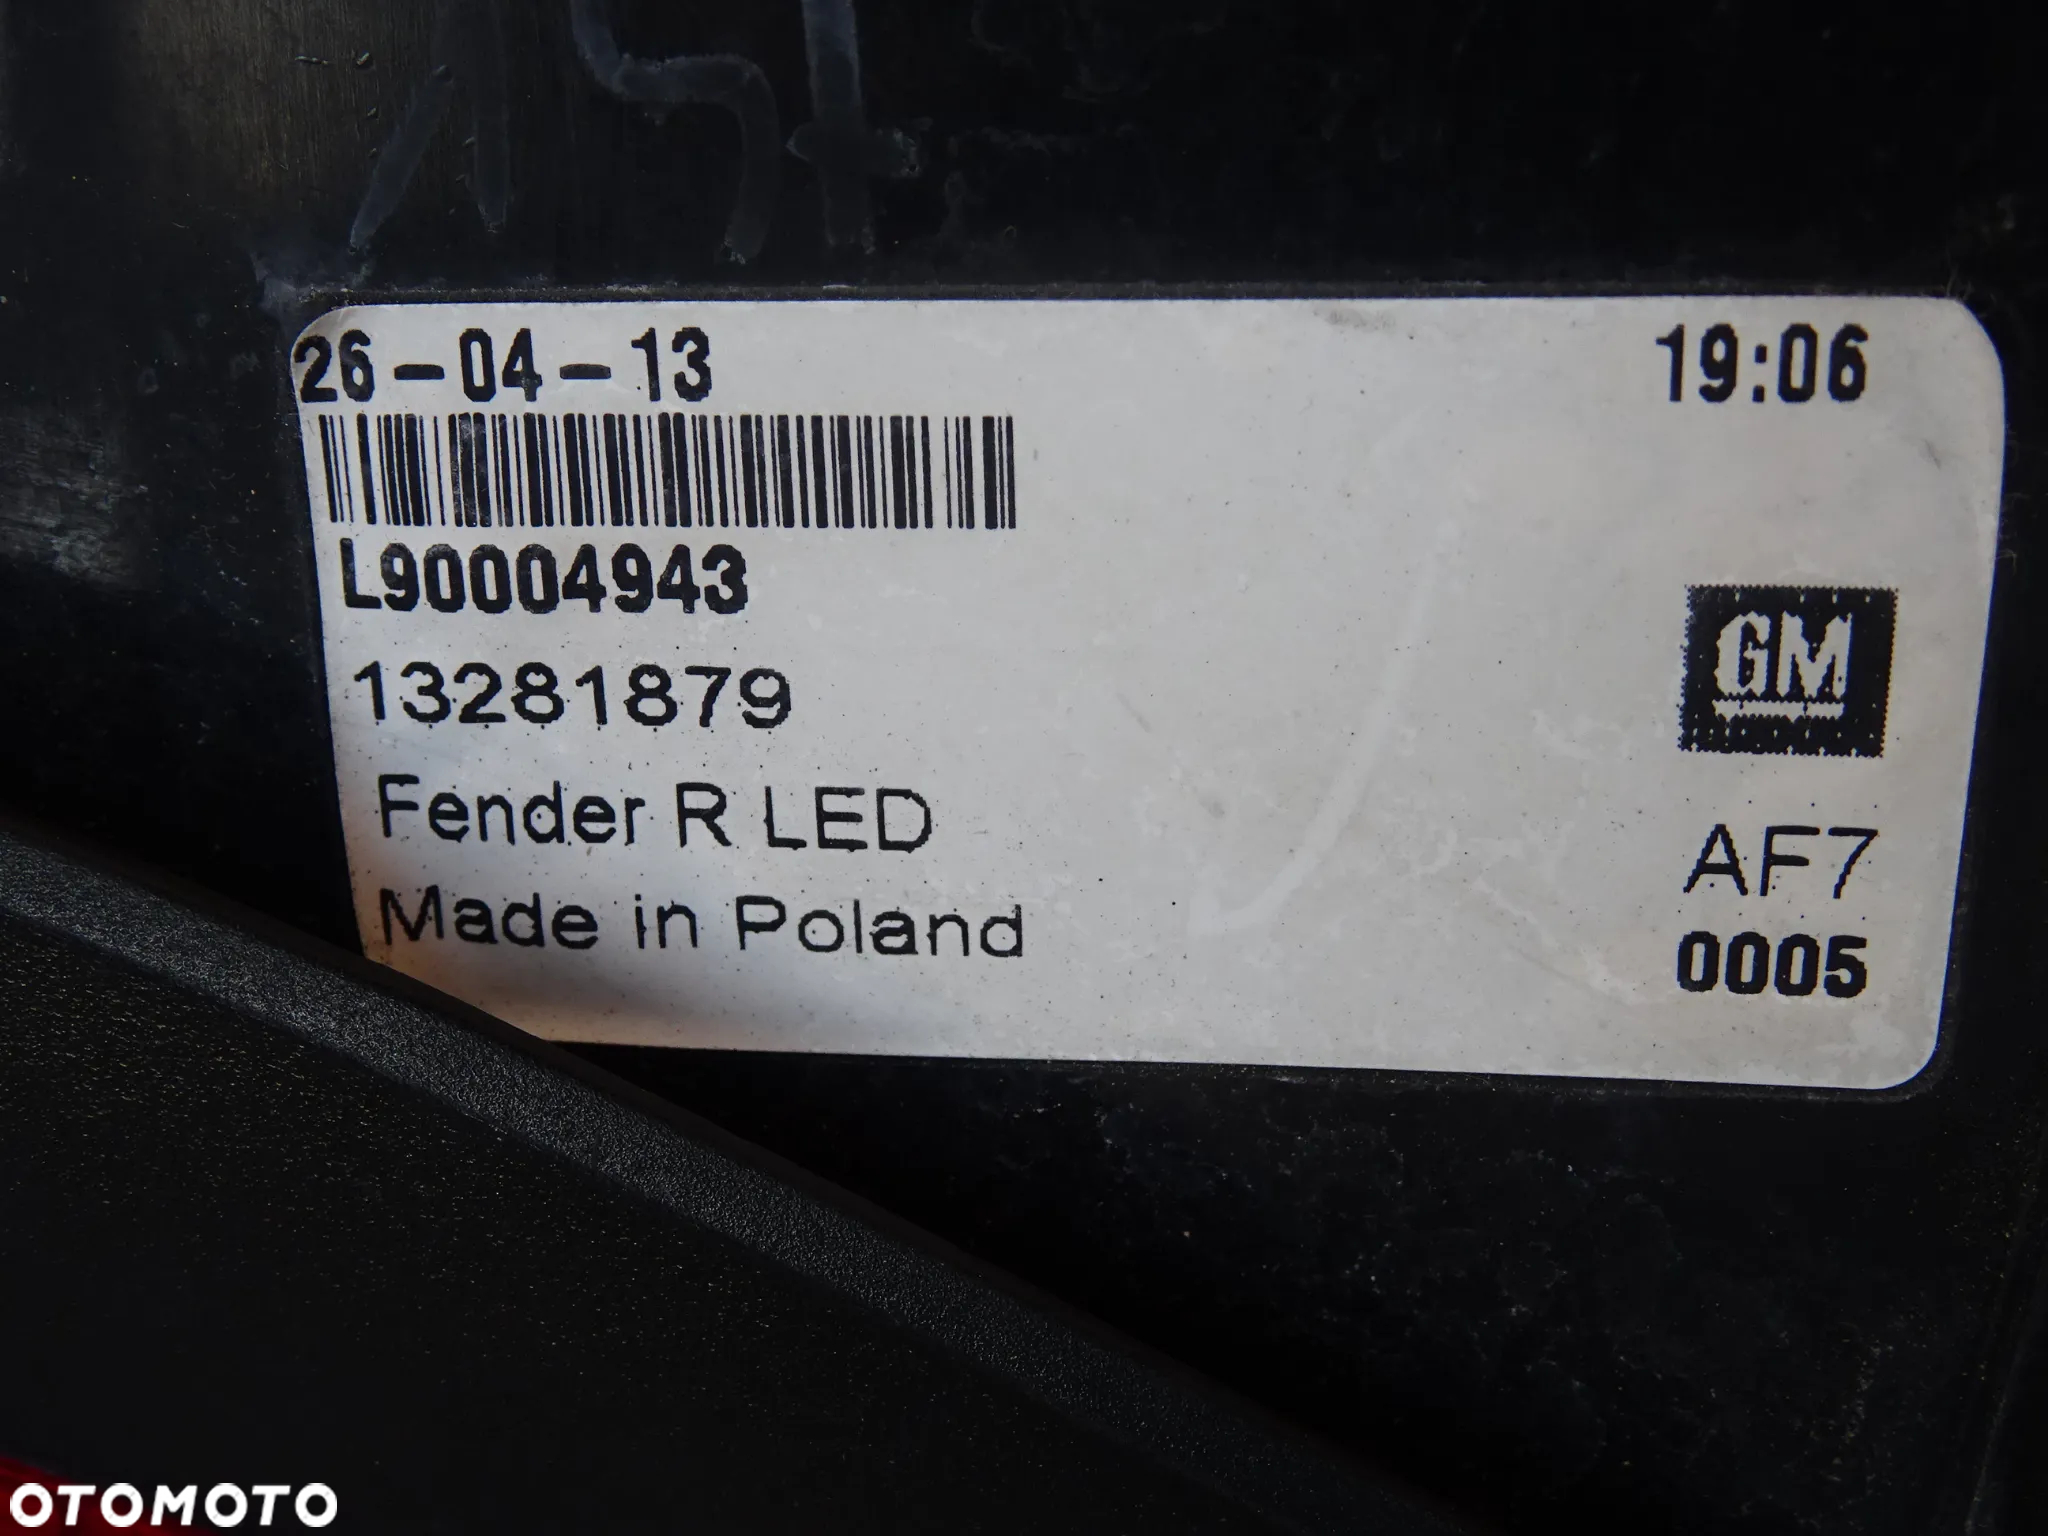 26-04-13 19:06
L90004943
13281879
GM
Fender R LED
AF7
Made in Poland
0005
OTOMOTO